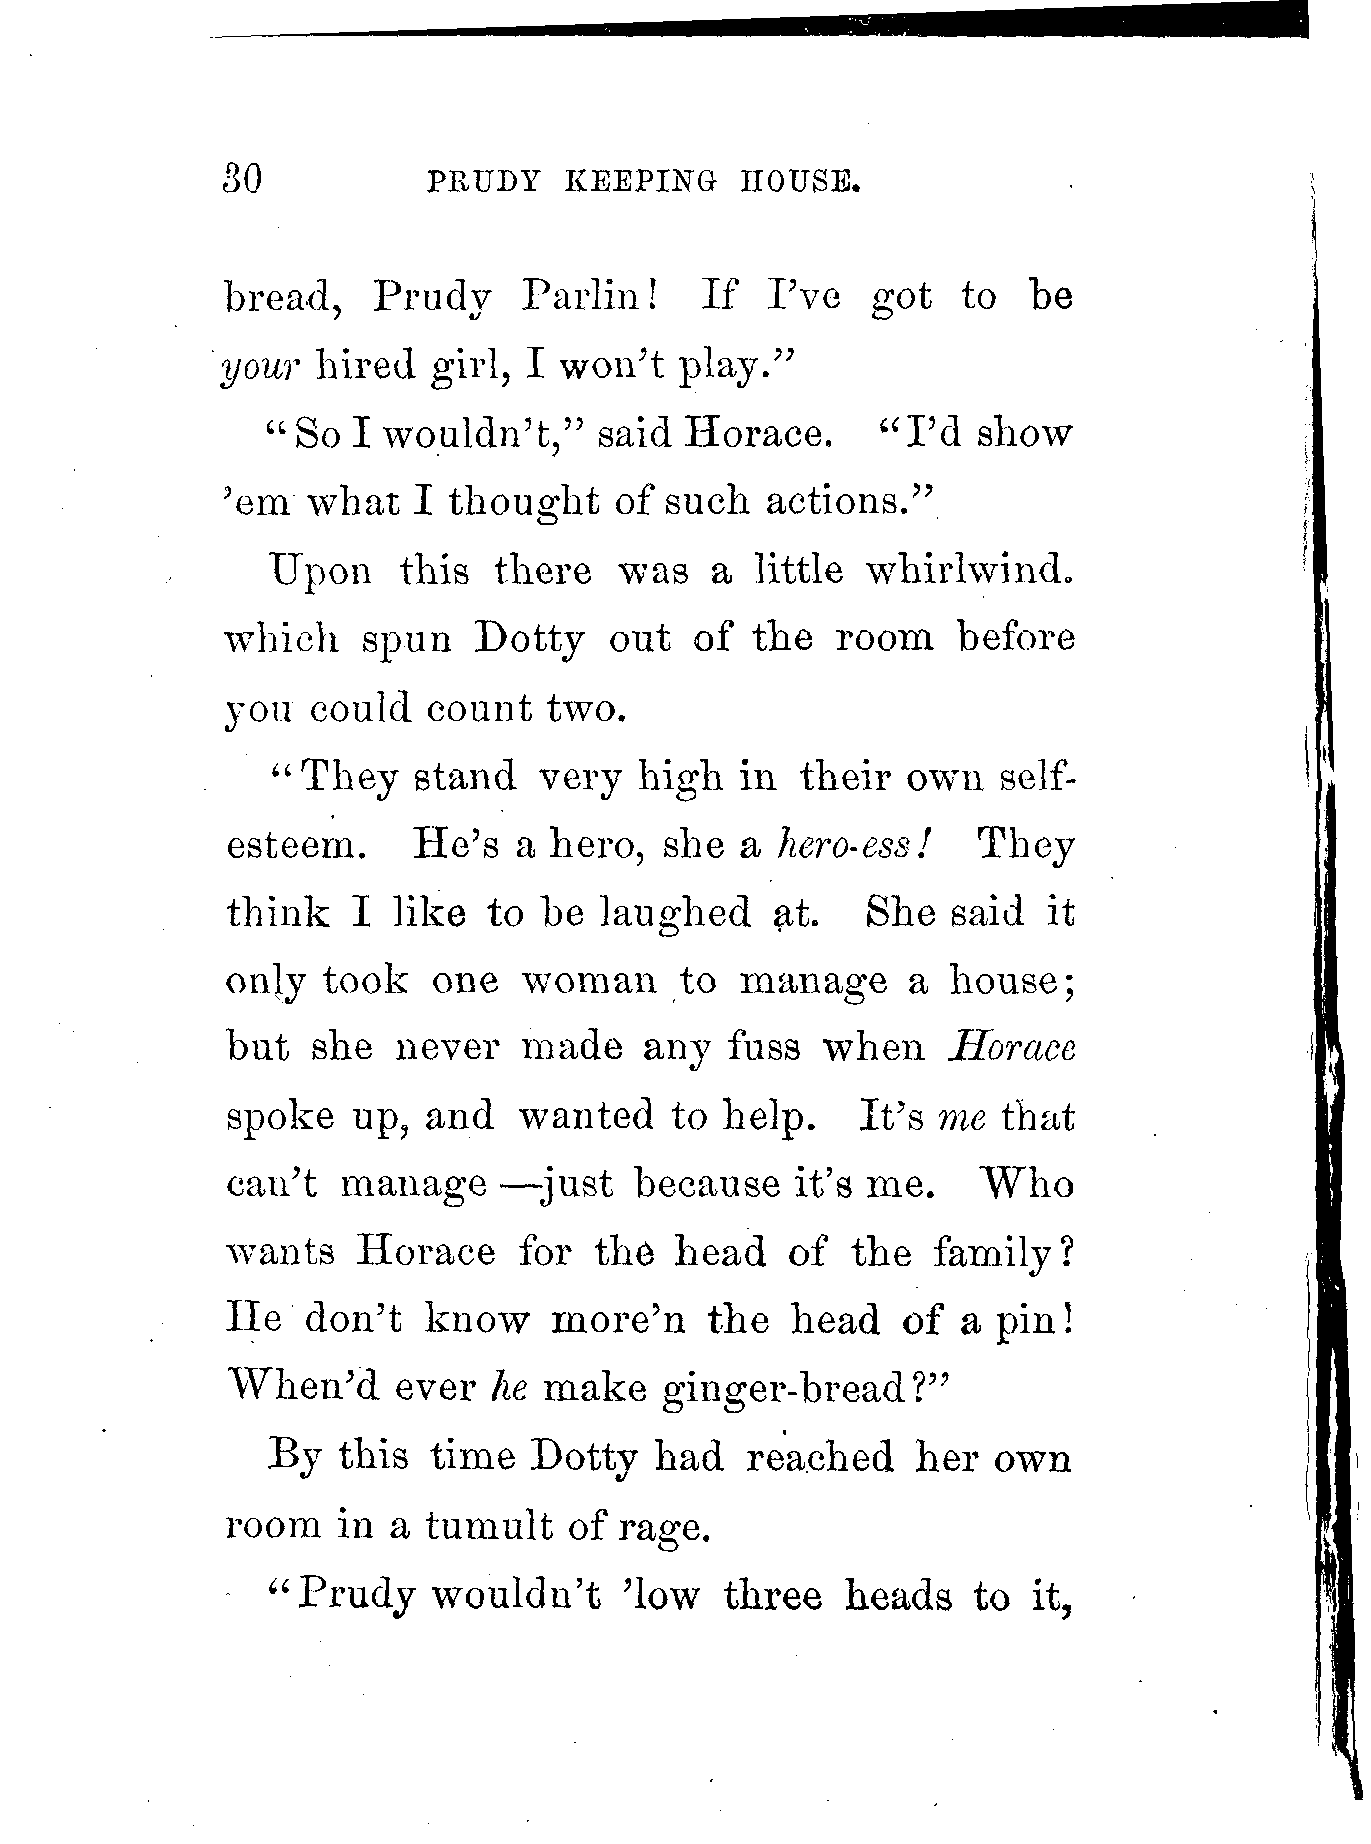 30 PRUDY KEEPING HOUSE.
bread, Prudy Parlin! If I've got to be
your hired girl, I won't play."
"So I wouldn't," said Horace. "I'd show
'em what I thought of such actions."
Upon this there was a little whirlwind.
which spun Dotty out of the room before
you could count two.
"They stand very high in their own self-
esteem. He's a hero, she a hero-ess! They
think I like to be laughed at. She said it
only took one woman to manage a house;
but she never made any fuss when Horace
spoke up, and wanted to help. It's me that
can't manage—just because it's me. Who
wants Horace for the head of the family?
He don't know more'n the head of a pin!
When'd ever he make ginger-bread?"
By this time Dotty had reached her own
room in a tumult of rage.
"Prudy wouldn't 'low three heads to it,